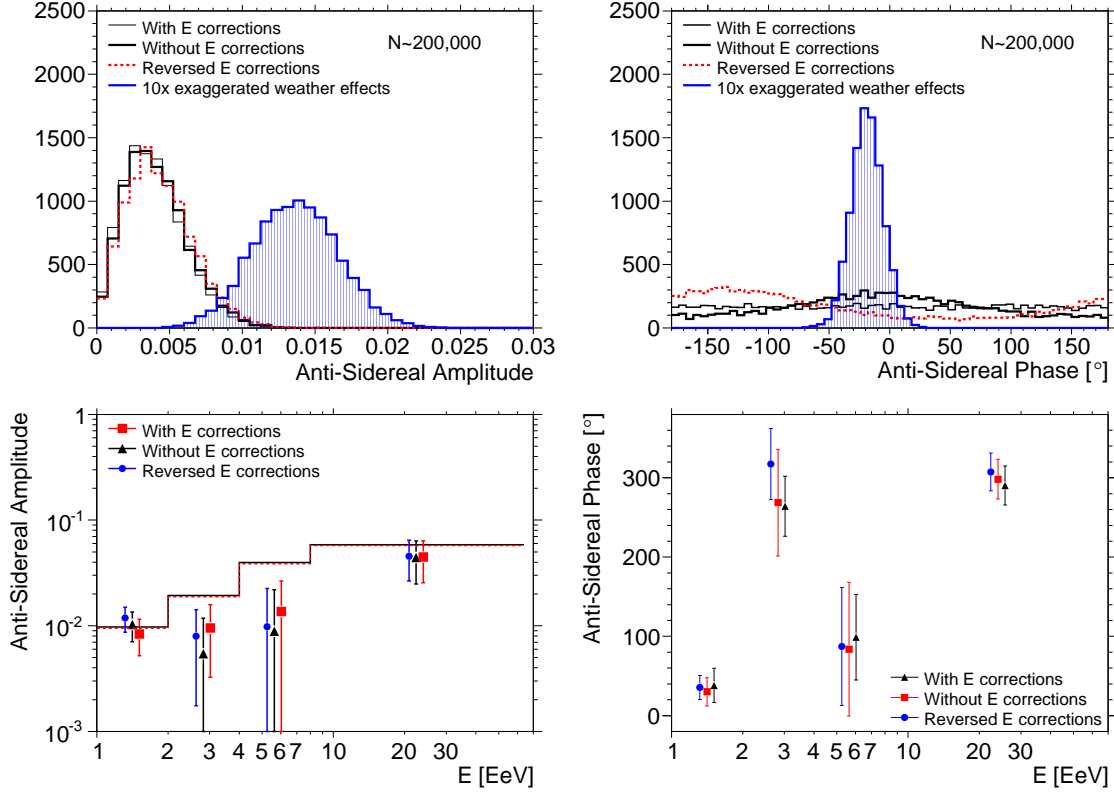 2500
2000
1500
1000
500
0
With E corrections
Without E corrections
Reversed E corrections
10x exaggerated weather effects
N~200,000
0 0.005 0.01 0.015 0.02 0.025 0.03
Anti-Sidereal Amplitude
2500
2000
1500
1000
500
0
With E corrections
Without E corrections
Reversed E corrections
10x exaggerated weather effects
N~200,000
-150 -100 -50 0 50 100 150
Anti-Sidereal Phase [°]
Anti-Sidereal Amplitude
1
10⁻¹
10⁻²
10⁻³
With E corrections
Without E corrections
Reversed E corrections
1 2 3 4 5 6 7 10 20 30
E [EeV]
Anti-Sidereal Phase [°]
300
200
100
0
With E corrections
Without E corrections
Reversed E corrections
1 2 3 4 5 6 7 10 20 30
E [EeV]